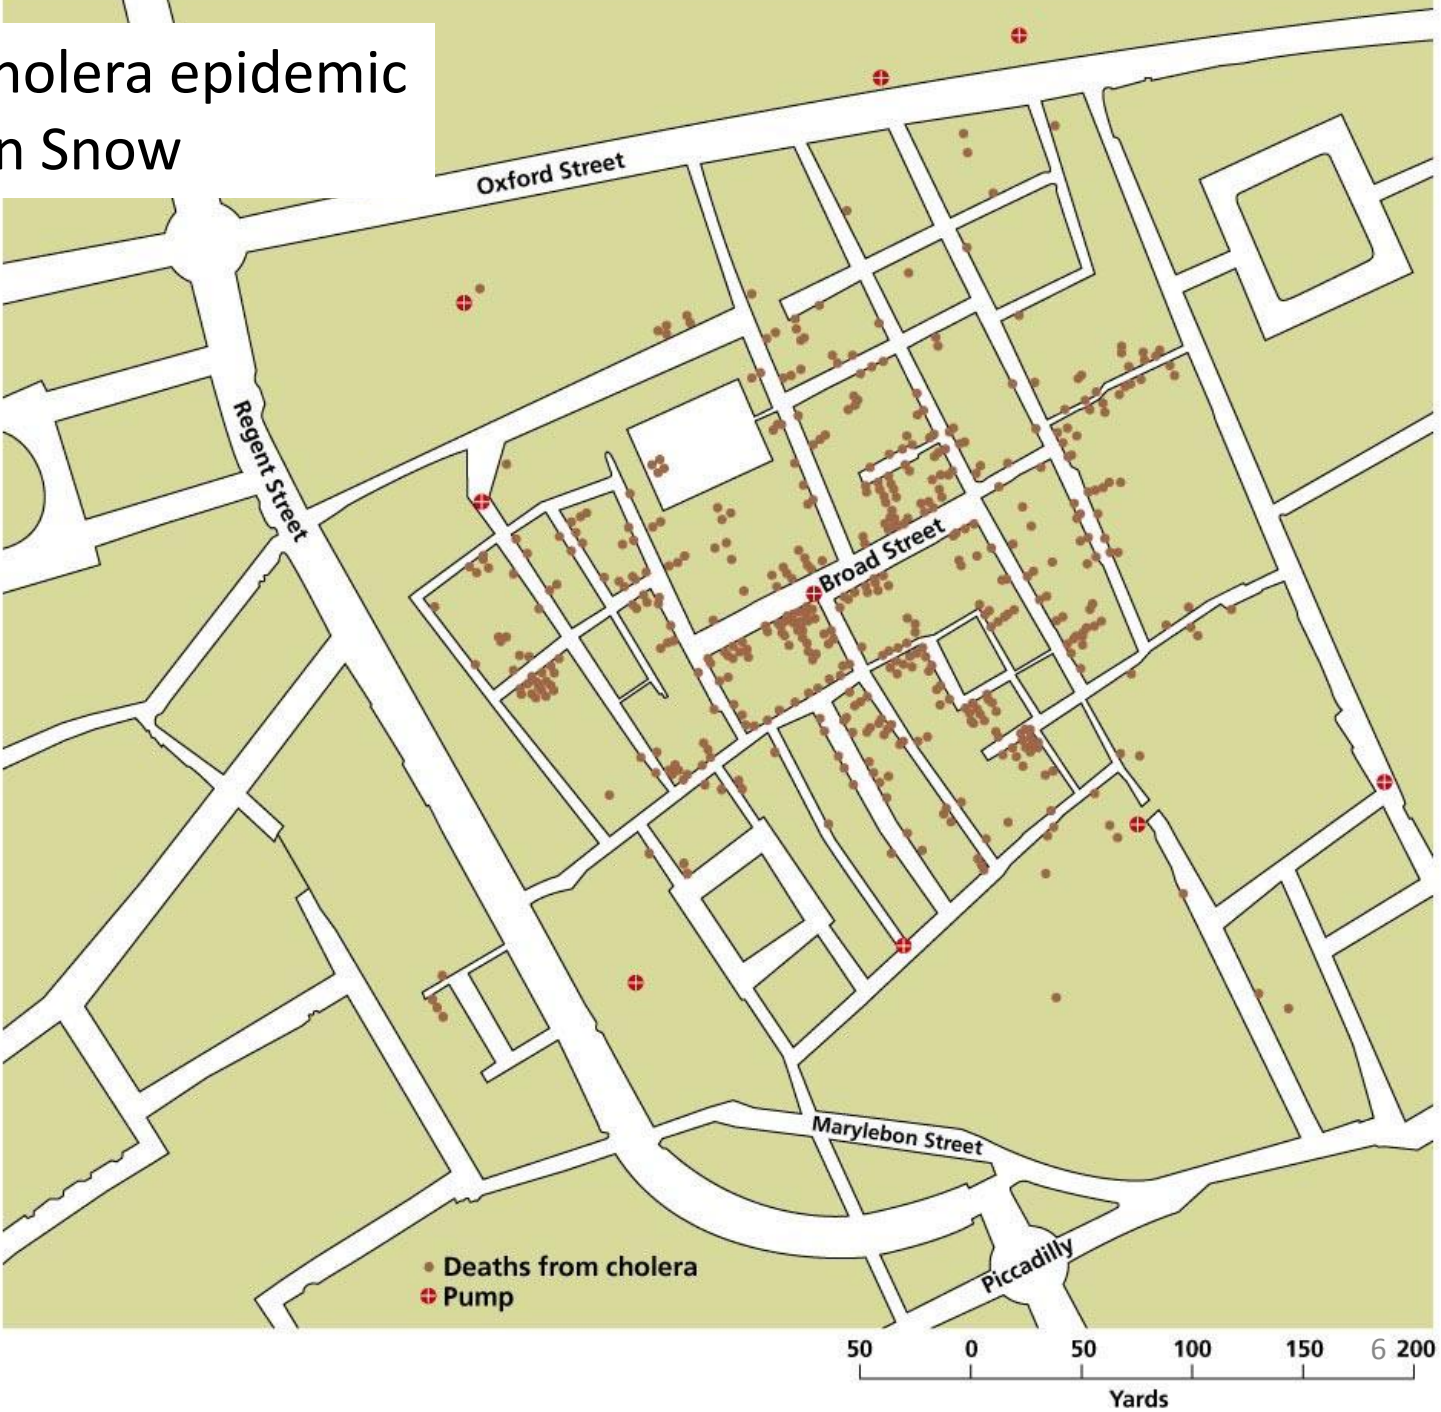 holera epidemic
n Snow
Oxford Street
Regent Street
Broad Street
Marylebon Street
Piccadilly
Deaths from cholera
Pump
50 0 50 100 150 6 200
Yards